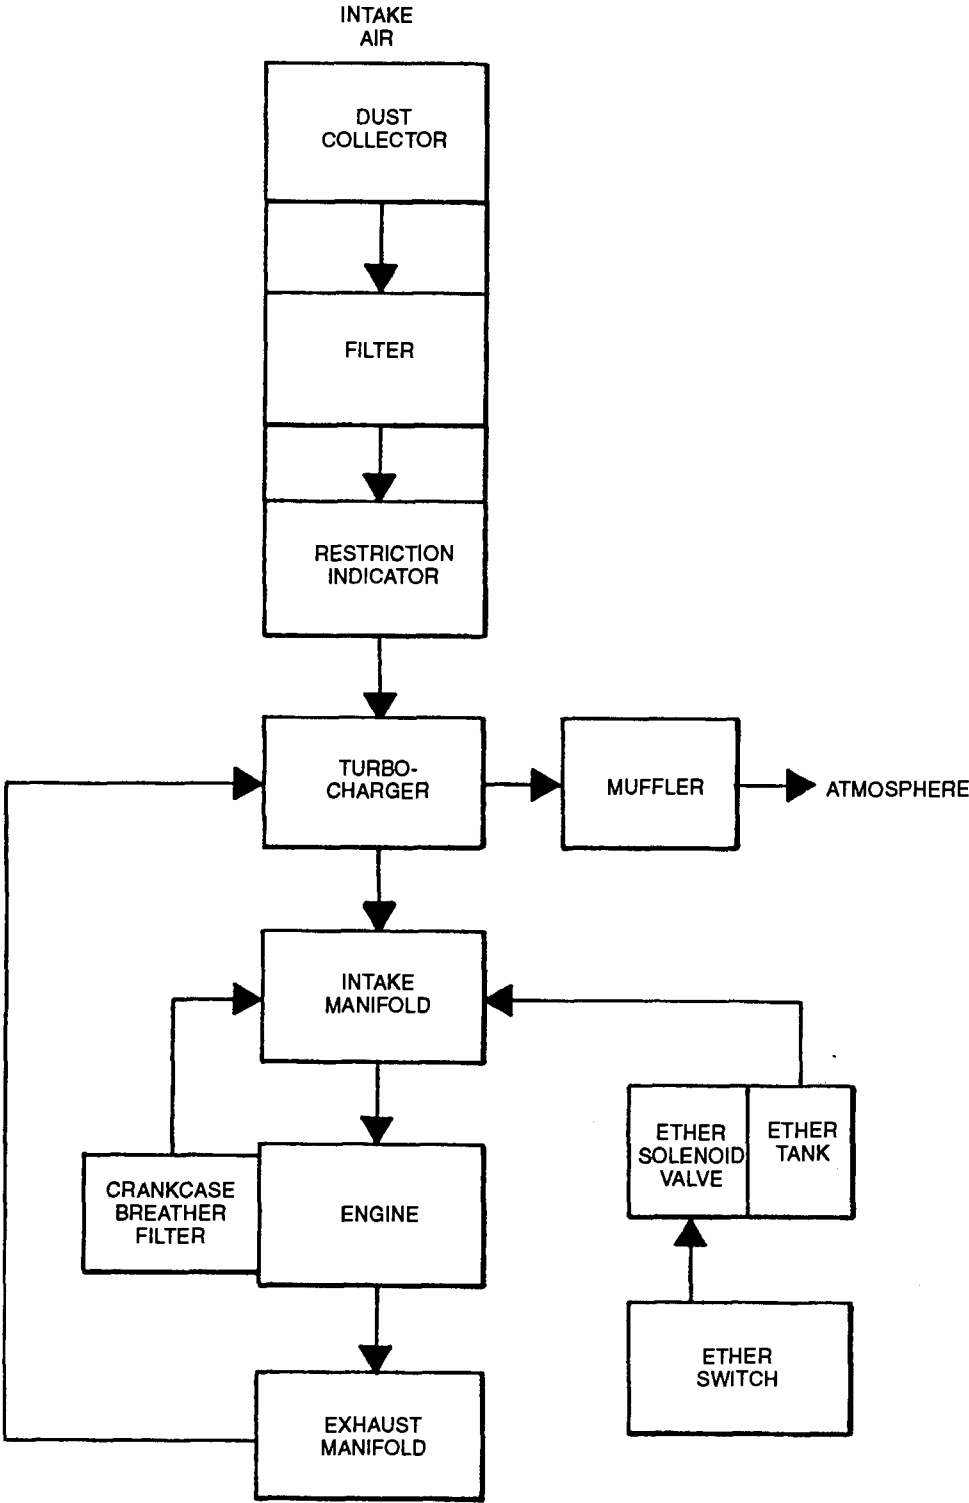 INTAKE
AIR
DUST
COLLECTOR
FILTER
RESTRICTION
INDICATOR
TURBO-
CHARGER
MUFFLER
ATMOSPHERE
INTAKE
MANIFOLD
ETHER
SOLENOID
VALVE
ETHER
TANK
CRANKCASE
BREATHER
FILTER
ENGINE
ETHER
SWITCH
EXHAUST
MANIFOLD